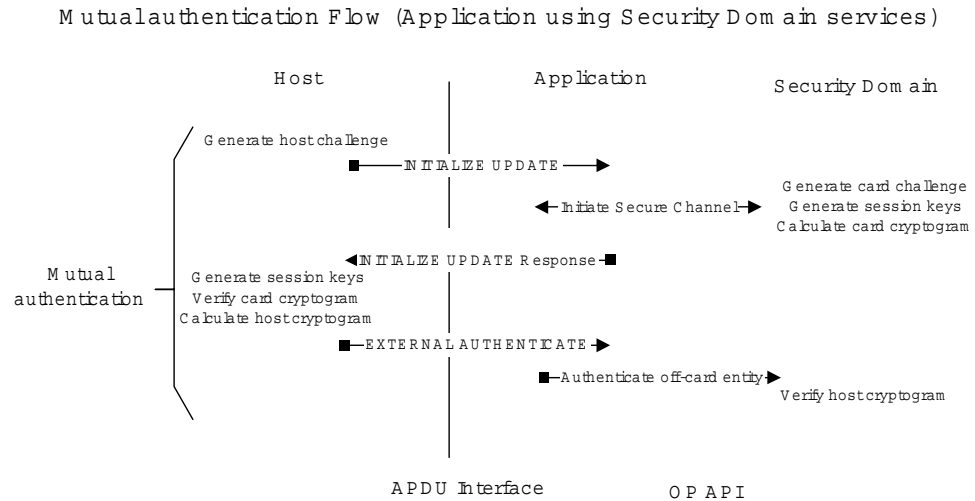 Mutual authentication Flow (Application using Security Domain services)
Host
Application
Security Domain
Generate host challenge
INITIALIZE UPDATE
Generate card challenge
Initiate Secure Channel
Generate session keys
Calculate card cryptogram
INITIALIZE UPDATE Response
Mutual
authentication
Generate session keys
Verify card cryptogram
Calculate host cryptogram
EXTERNAL AUTHENTICATE
Authenticate off-card entity
Verify host cryptogram
APDU Interface
OP API